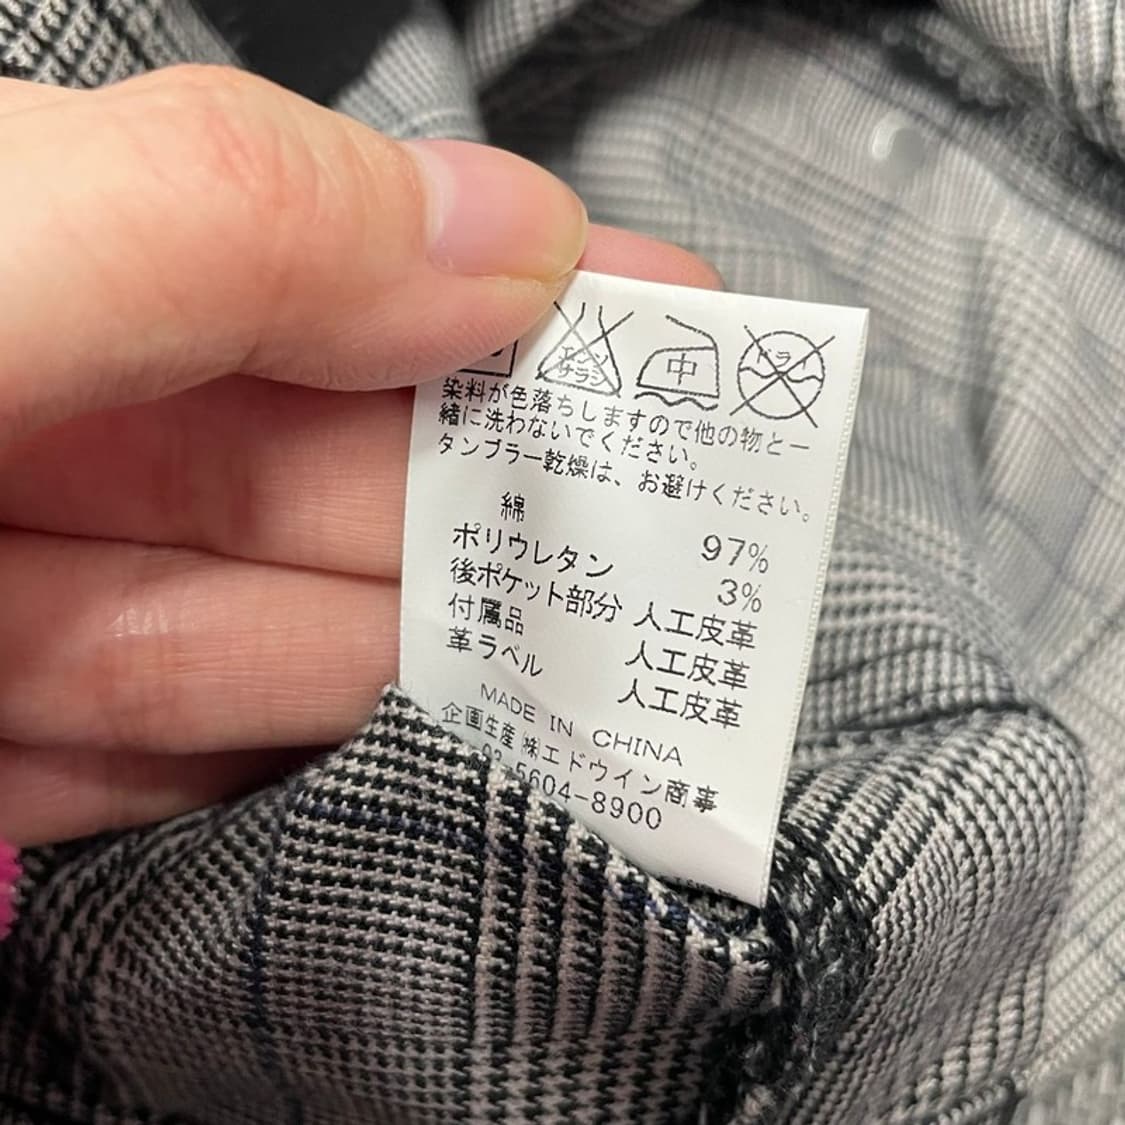 エンソ
サラシ
中
ドライ
染料が色落ちしますので他の物と一
緒に洗わないでください。
タンブラー乾燥は、お避けください。
綿 97%
ポリウレタン 3%
後ポケット部分 人工皮革
付属品 人工皮革
革ラベル 人工皮革
MADE IN CHINA
企画生産 ㈱エドウイン商事
03-5604-8900